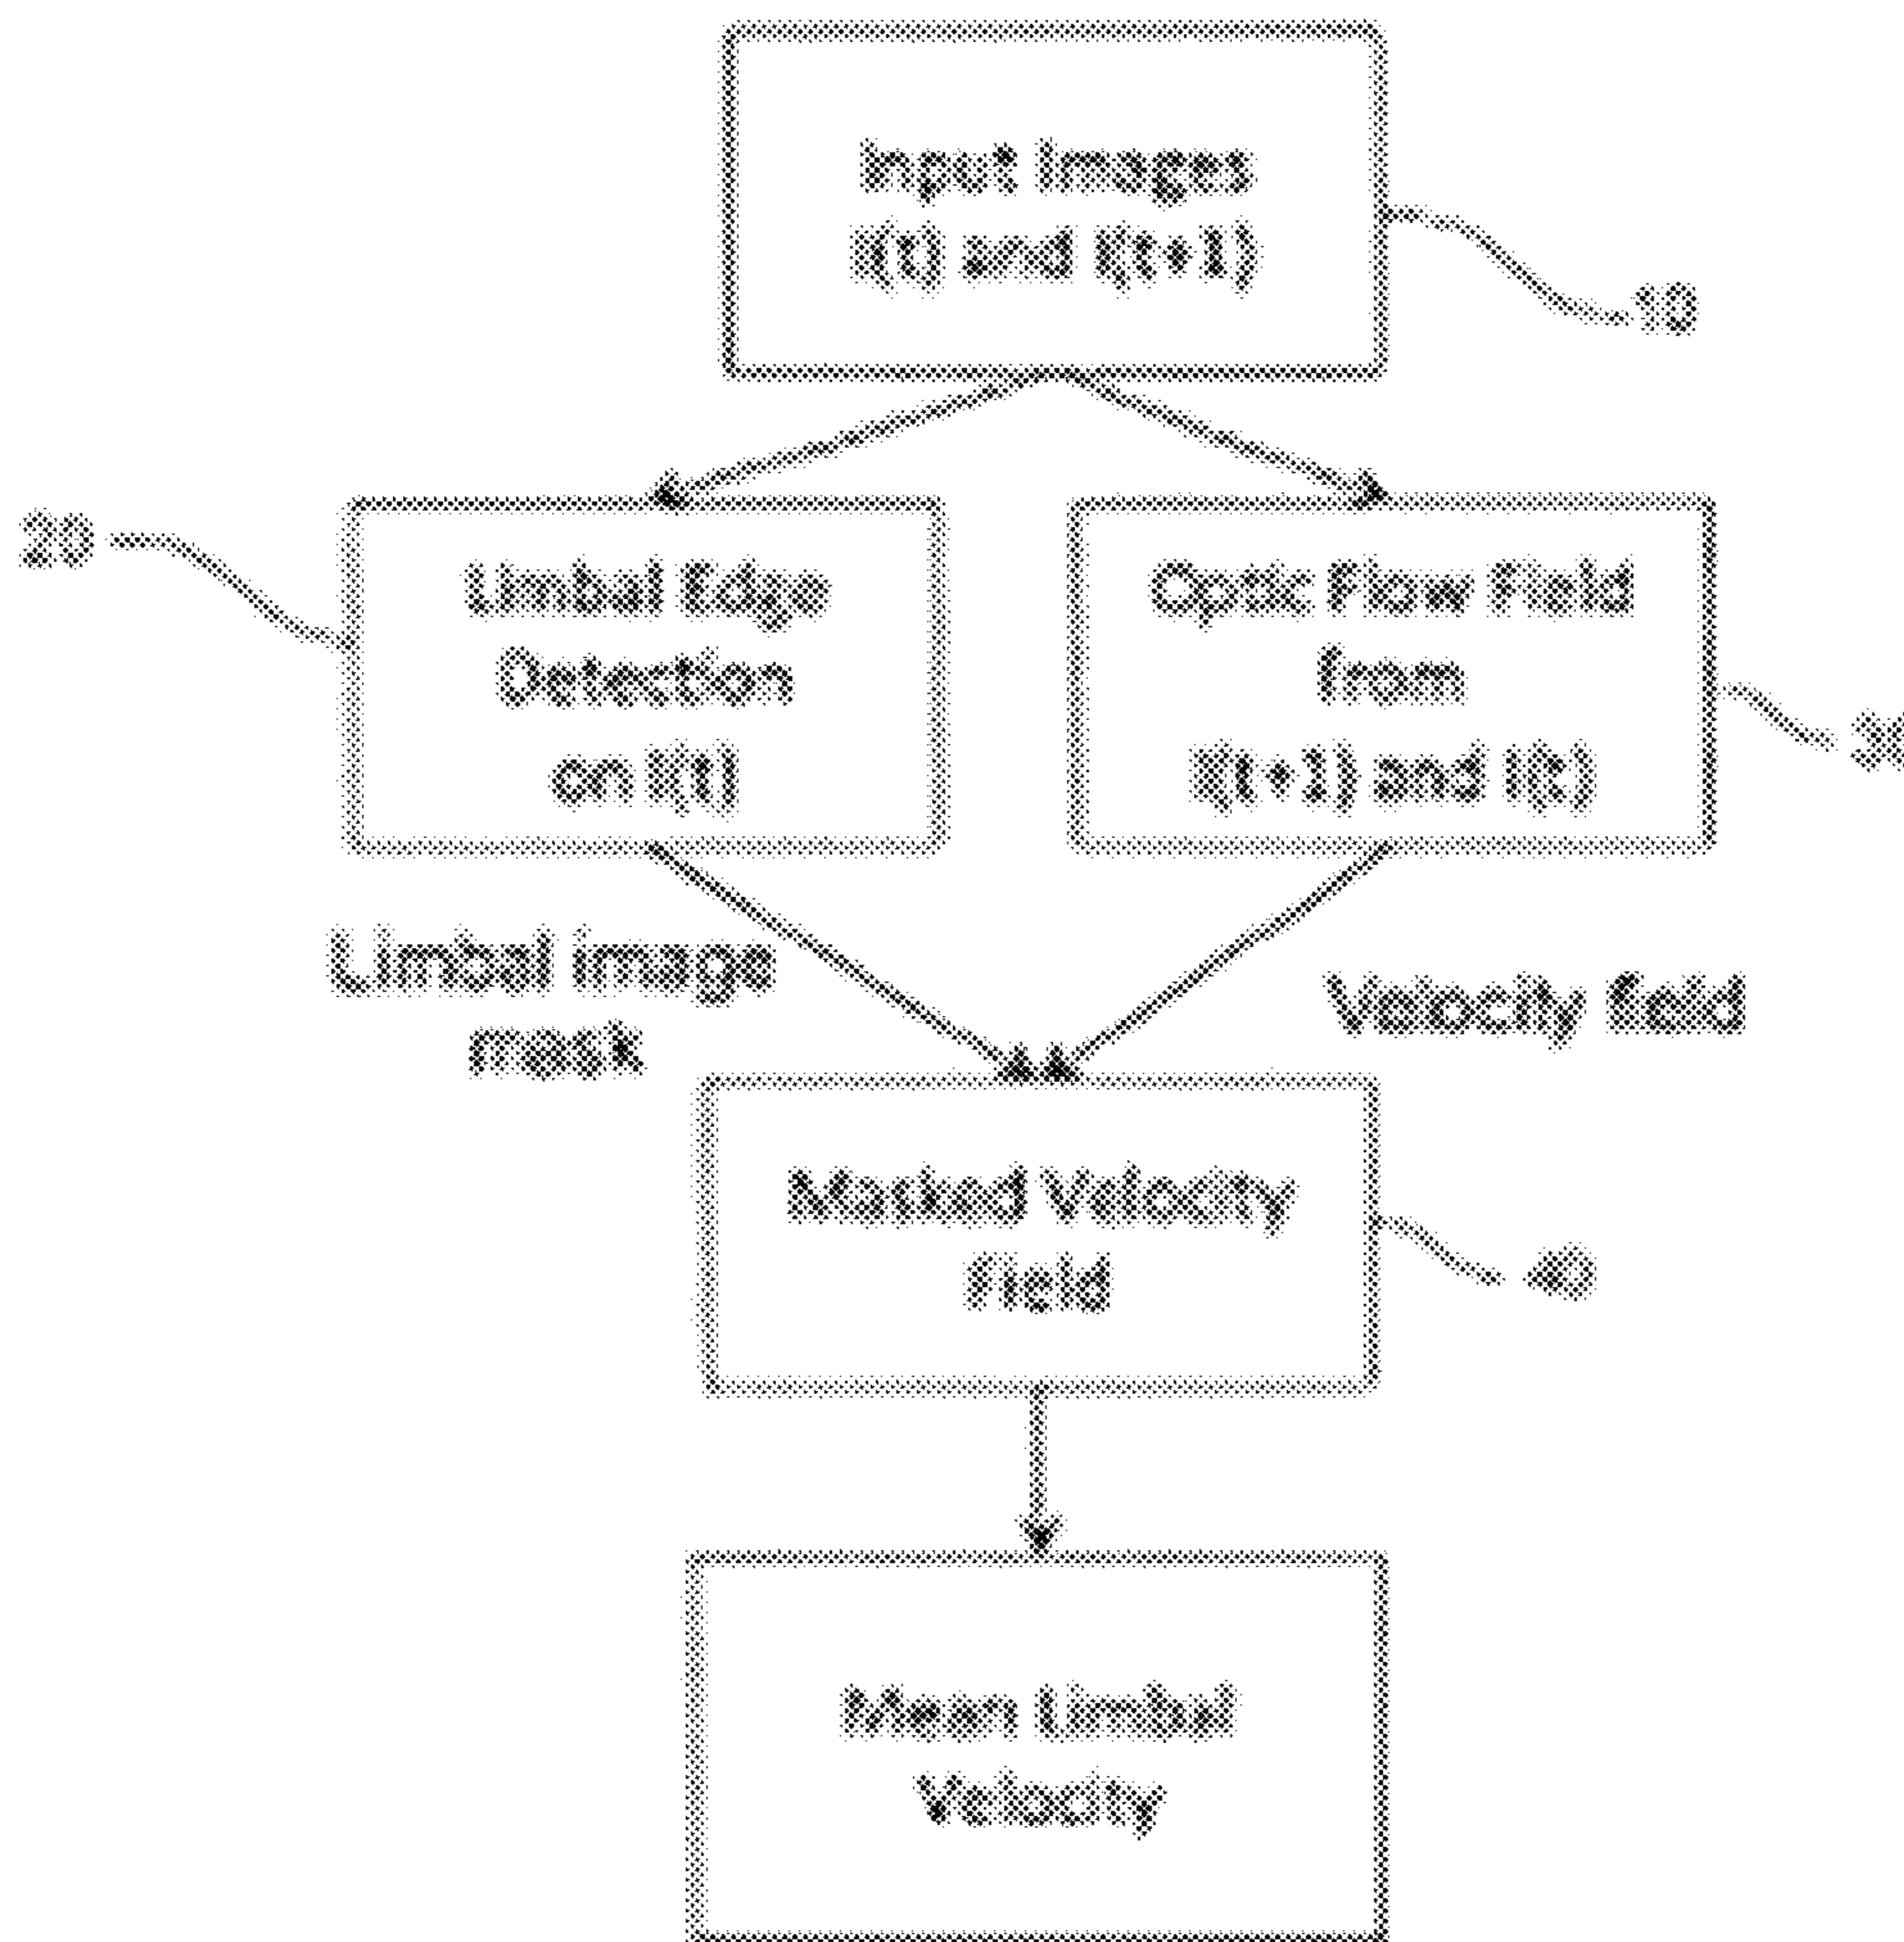 Input Images
I(t) and I(t+1)
10
20
Limbal Edge
Detection
on I(t)
Optic Flow Field
from
I(t+1) and I(t)
Limbal image
mask
Velocity field
Masked Velocity
Field
40
Mean Limbal
Velocity